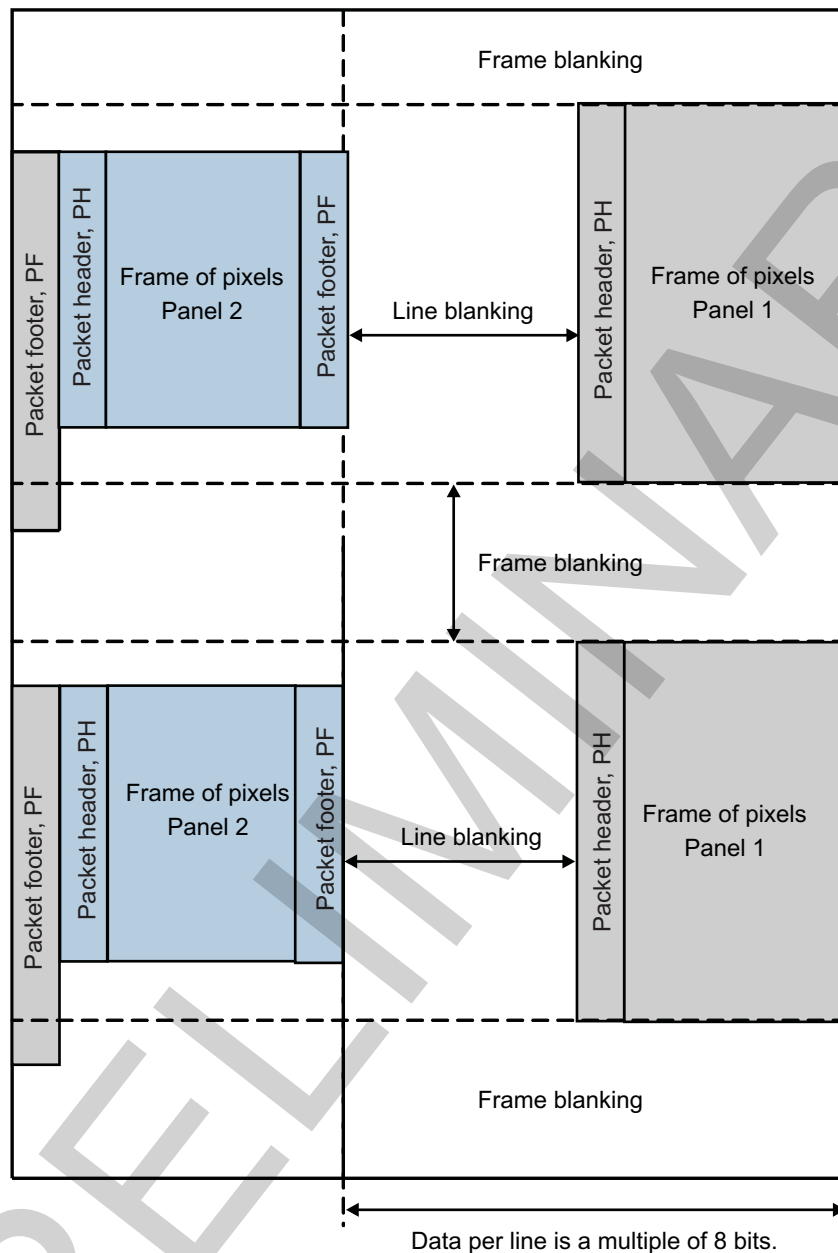 Frame blanking
Packet footer, PF
Packet header, PH
Frame of pixels
Panel 2
Packet footer, PF
Line blanking
Packet header, PH
Frame of pixels
Panel 1
Frame blanking
Packet footer, PF
Packet header, PH
Frame of pixels
Panel 2
Packet footer, PF
Line blanking
Packet header, PH
Frame of pixels
Panel 1
Frame blanking
Data per line is a multiple of 8 bits.